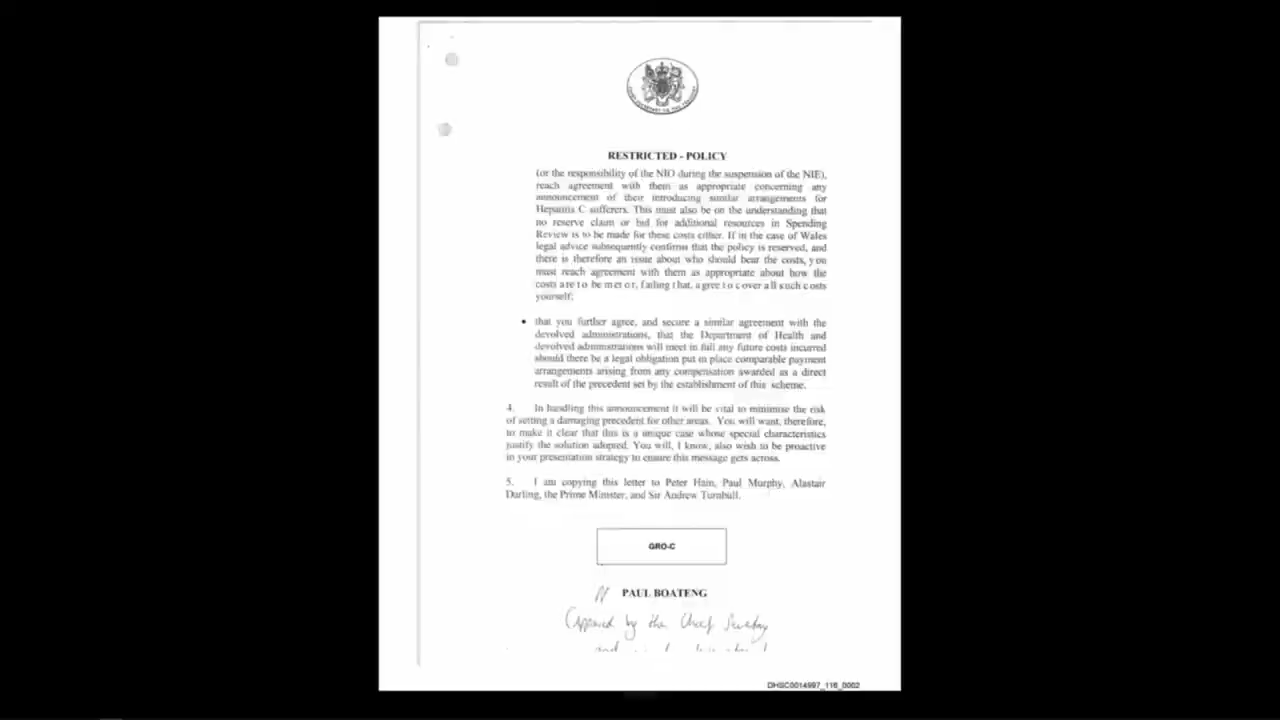 RESTRICTED - POLICY
(or the responsibility of the NIO during the suspension of the NIE),
reach agreement with them as appropriate concerning any
announcement of their introducing similar arrangements for
Hepatitis C sufferers. This must also be on the understanding that
no reserve claim or bid for additional resources in Spending
Review is to be made for these costs either. If in the case of Wales
legal advice subsequently confirms that the policy is reserved, and
there is therefore an issue about who should bear the costs, you
must reach agreement with them as appropriate about how the
costs are to be met or, failing that, agree to cover all such costs
yourself;
• that you further agree, and secure a similar agreement with the
devolved administrations, that the Department of Health and
devolved administrations will meet in full any future costs incurred
should there be a legal obligation put in place comparable payment
arrangements arising from any compensation awarded as a direct
result of the precedent set by the establishment of this scheme.
4. In handling this announcement it will be vital to minimise the risk
of setting a damaging precedent for other areas. You will want, therefore,
to make it clear that this is a unique case whose special characteristics
justify the solution adopted. You will, I know, also wish to be proactive
in your presentation strategy to ensure this message gets across.
5. I am copying this letter to Peter Hain, Paul Murphy, Alastair
Darling, the Prime Minister, and Sir Andrew Turnbull.
GRO-C
PAUL BOATENG
(Approved by the Chief Secretary
and
DHSC0014997_116_0002